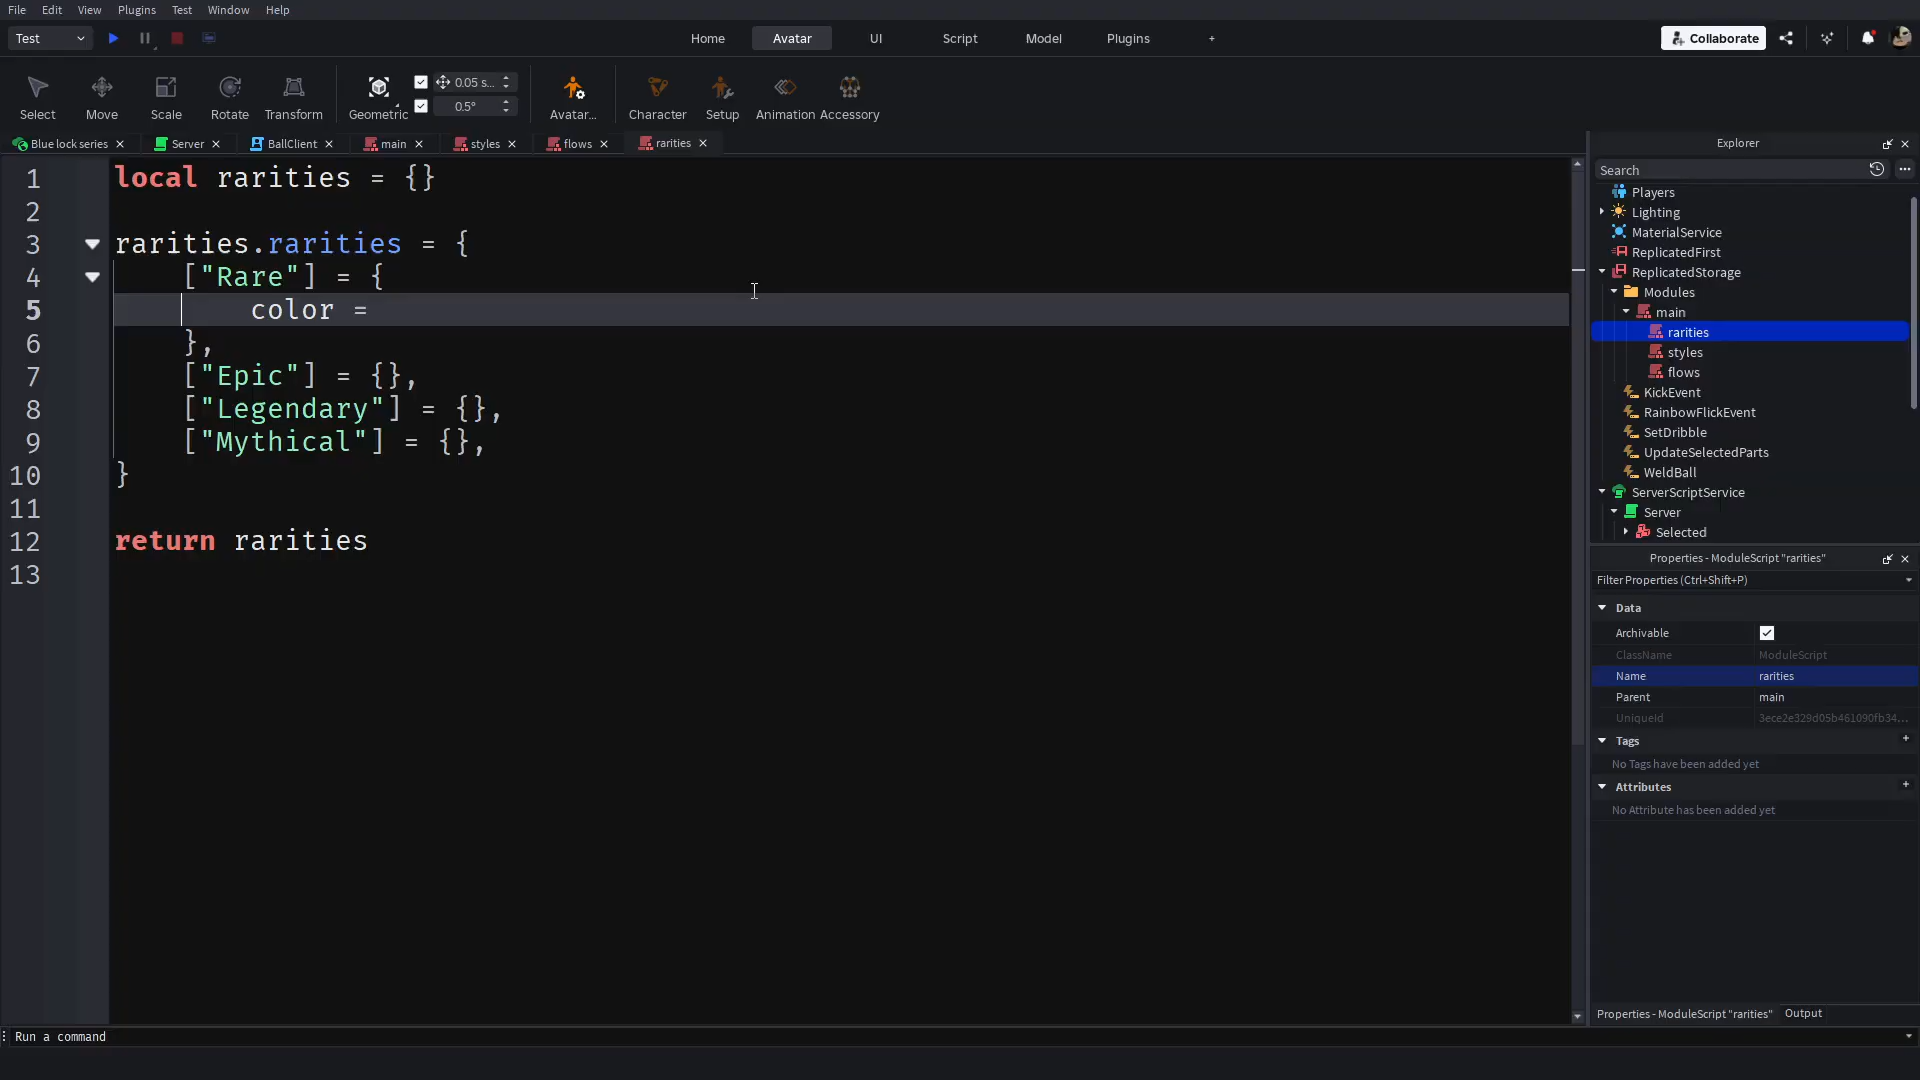 File Edit View Plugins Test Window Help
Test
Home Avatar UI Script Model Plugins +
Collaborate
Select Move Scale Rotate Transform Geometric
0.05 s...
0.5°
Avatar... Character Setup Animation Accessory
Blue lock series Server BallClient main styles flows rarities
1 local rarities = {}
2
3 rarities.rarities = {
4 ["Rare"] = {
5 color =
6 },
7 ["Epic"] = {},
8 ["Legendary"] = {},
9 ["Mythical"] = {},
10 }
11
12 return rarities
13
Explorer
Search
Players
Lighting
MaterialService
ReplicatedFirst
ReplicatedStorage
Modules
main
rarities
styles
flows
KickEvent
RainbowFlickEvent
SetDribble
UpdateSelectedParts
WeldBall
ServerScriptService
Server
Selected
Properties - ModuleScript "rarities"
Filter Properties (Ctrl+Shift+P)
Data
Archivable
ClassName ModuleScript
Name rarities
Parent main
UniqueId 3ece2e329d05b461090fb34...
Tags +
No Tags have been added yet
Attributes +
No Attribute has been added yet
Properties - ModuleScript "rarities" Output
Run a command